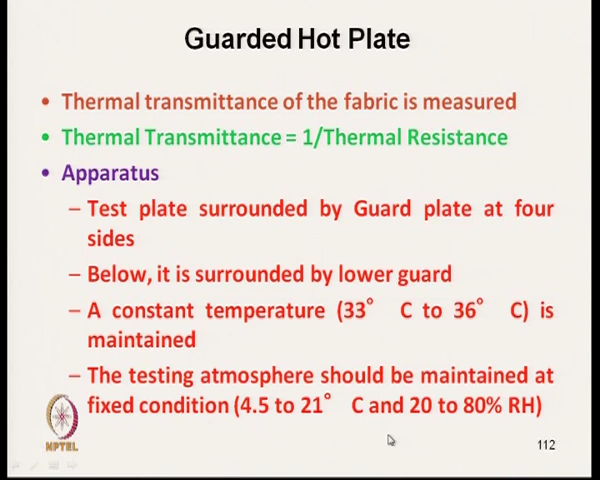 Guarded Hot Plate
• Thermal transmittance of the fabric is measured
• Thermal Transmittance = 1/Thermal Resistance
• Apparatus
– Test plate surrounded by Guard plate at four
sides
– Below, it is surrounded by lower guard
– A constant temperature (33° C to 36° C) is
maintained
– The testing atmosphere should be maintained at
fixed condition (4.5 to 21° C and 20 to 80% RH)
NPTEL
112